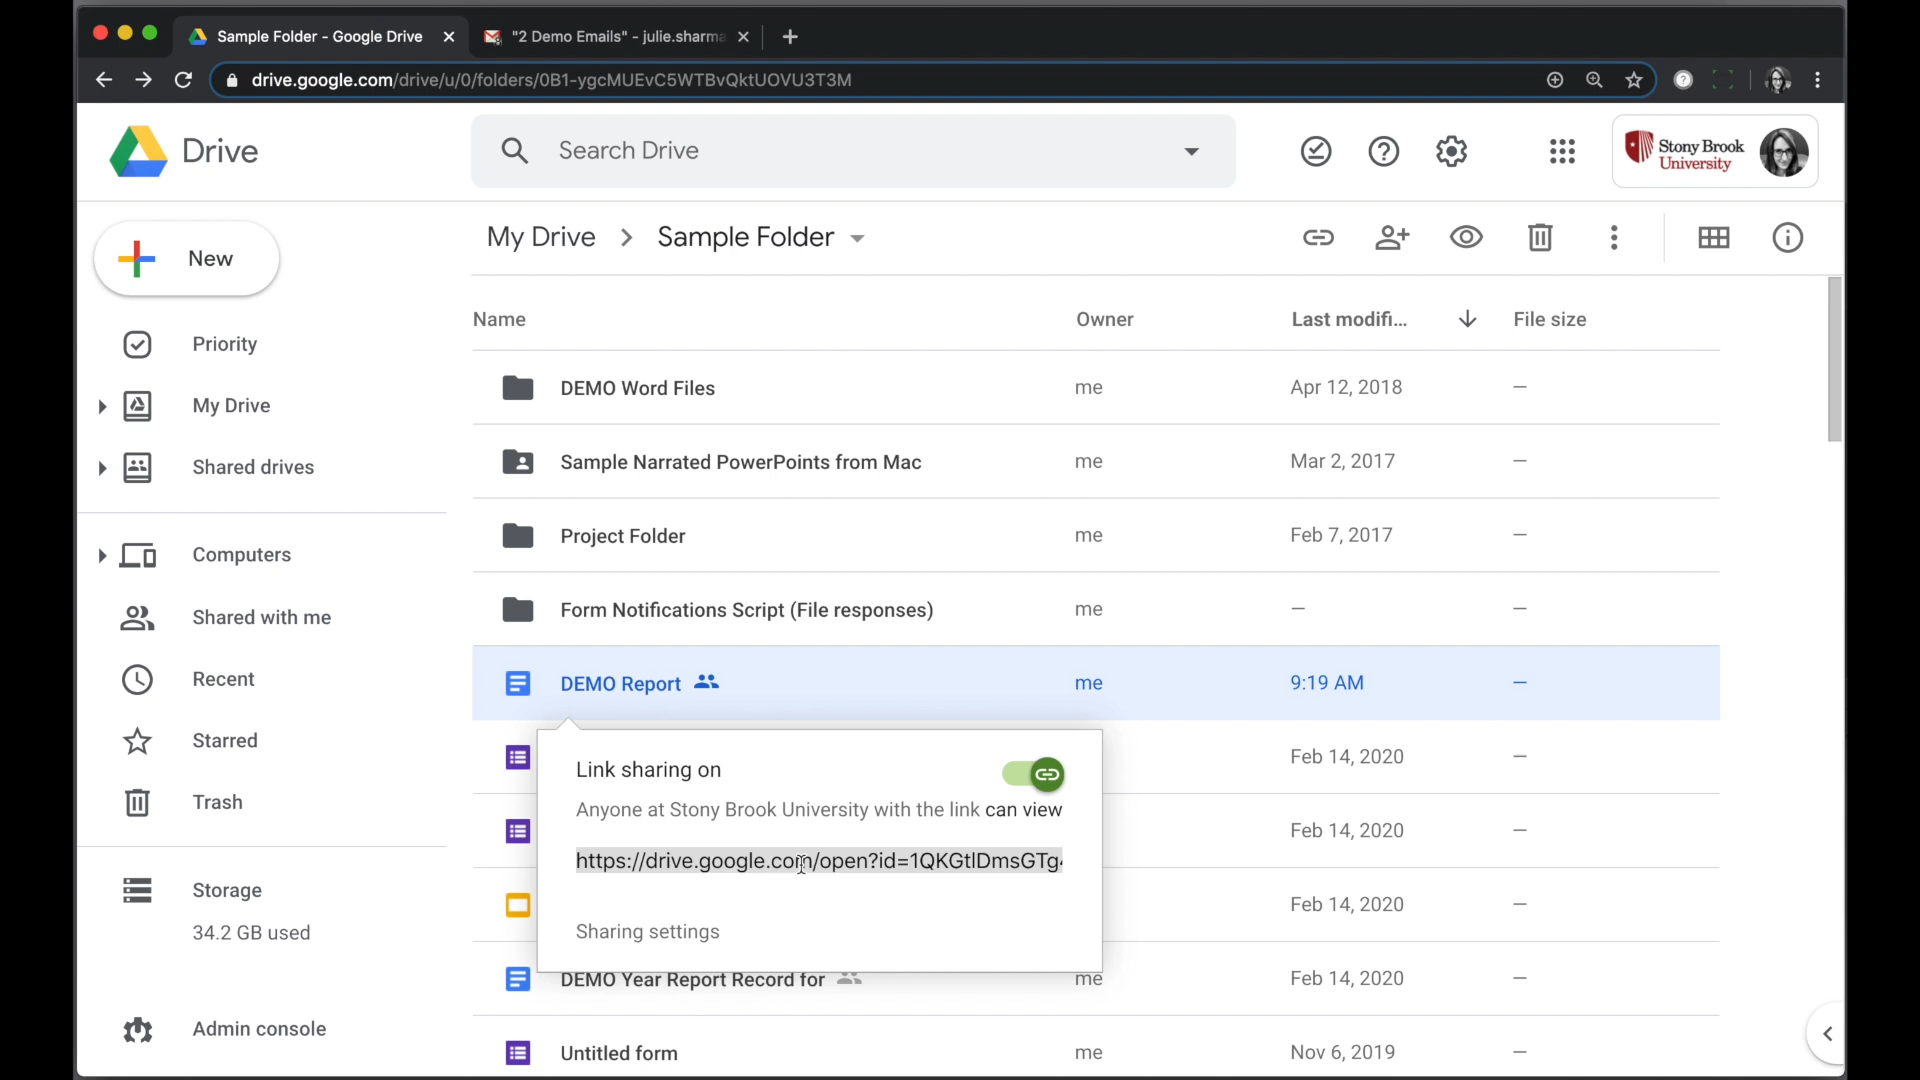 Sample Folder - Google Drive
"2 Demo Emails" - julie.sharma
drive.google.com/drive/u/0/folders/0B1-ygcMUEvC5WTBvQktUOVU3T3M
Drive
Search Drive
Stony Brook
University
New
My Drive > Sample Folder
Name Owner Last modifi... File size
Priority
My Drive
Shared drives
Computers
Shared with me
Recent
Starred
Trash
Storage
34.2 GB used
Admin console
DEMO Word Files me Apr 12, 2018 —
Sample Narrated PowerPoints from Mac me Mar 2, 2017 —
Project Folder me Feb 7, 2017 —
Form Notifications Script (File responses) me — —
DEMO Report me 9:19 AM —
Feb 14, 2020 —
Feb 14, 2020 —
Feb 14, 2020 —
Link sharing on
Anyone at Stony Brook University with the link can view
https://drive.google.com/open?id=1QKGtlDmsGTg
Sharing settings
DEMO Year Report Record for me Feb 14, 2020 —
Untitled form me Nov 6, 2019 —